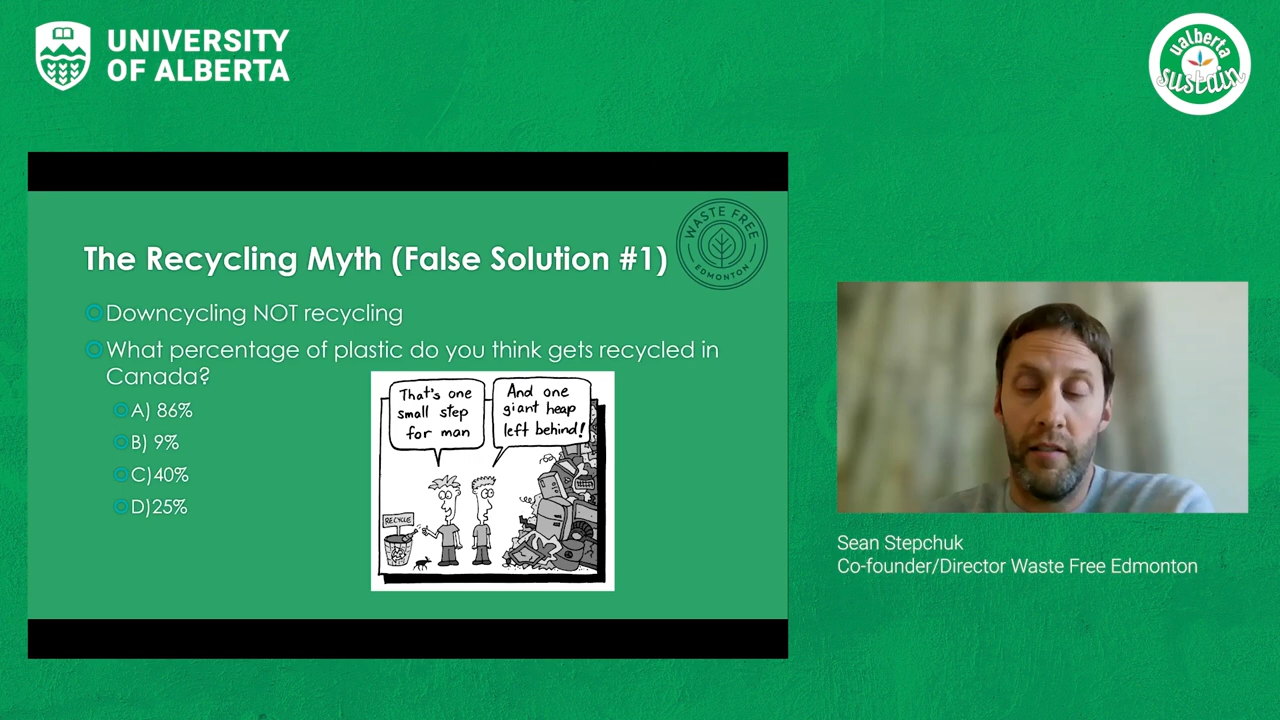 UNIVERSITY
OF ALBERTA
ualberta
sustain
WASTE FREE
EDMONTON
The Recycling Myth (False Solution #1)
Downcycling NOT recycling
What percentage of plastic do you think gets recycled in
Canada?
A) 86%
B) 9%
C)40%
D)25%
That's one
small step
for man
And one
giant heap
left behind!
RECYCLE
Sean Stepchuk
Co-founder/Director Waste Free Edmonton